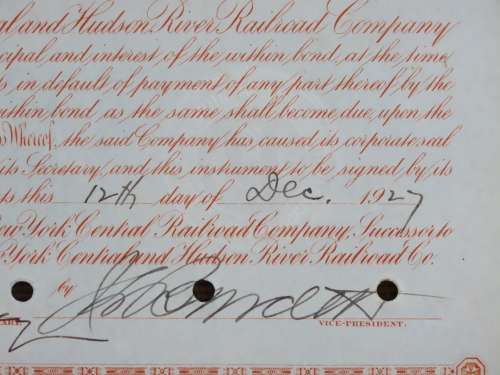 al and Hudson River Railroad Company
cipal and interest of the within bond, at the time
s in default of payment of any part thereof by the
within bond as the same shall become due, upon the
s Whereof, the said Company has caused its corporate seal
its Secretary, and this instrument to be signed by its
ts this 12th day of Dec. 1927
New York Central Railroad Company, Successor to
York Central and Hudson River Railroad Co.
by
ARY. VICE-PRESIDENT.